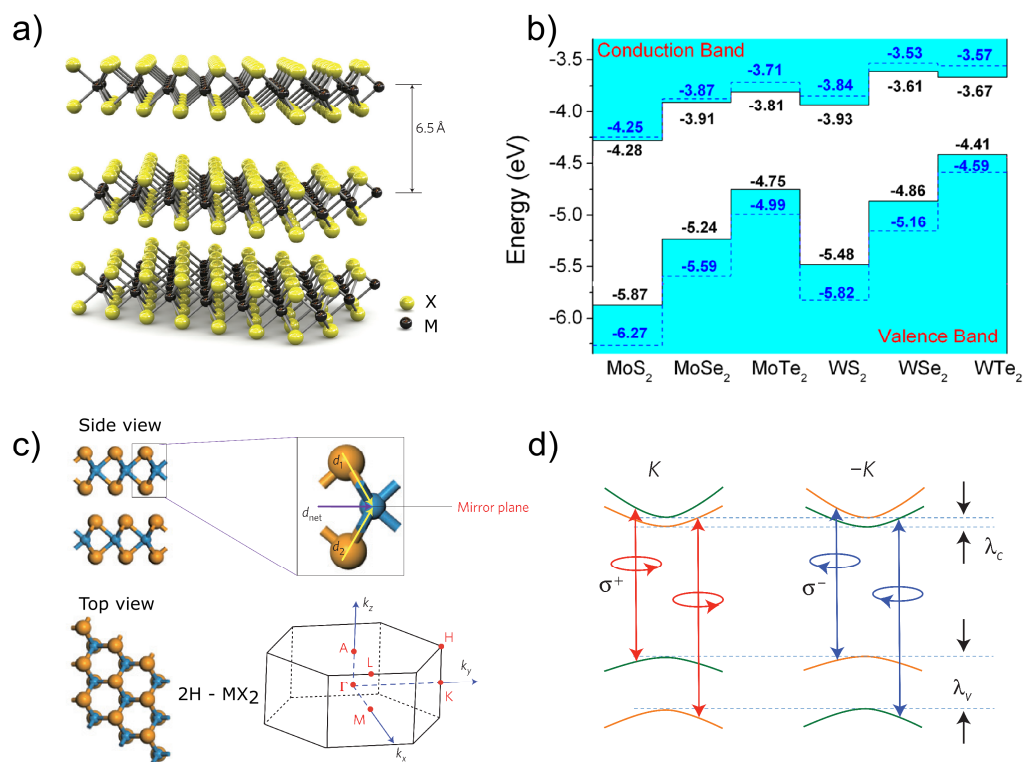 a)
6.5 Å
X
M
b)
Energy (eV)
-3.5
-4.0
-4.5
-5.0
-5.5
-6.0
Conduction Band
-4.25
-4.28
-3.87
-3.91
-3.71
-3.81
-3.84
-3.93
-3.53
-3.61
-3.57
-3.67
-5.87
-6.27
-5.24
-5.59
-4.75
-4.99
-5.48
-5.82
-4.86
-5.16
-4.41
-4.59
Valence Band
MoS2 MoSe2 MoTe2 WS2 WSe2 WTe2
c)
Side view
d1
dnet
d2
Mirror plane
Top view
2H - MX2
kz
A
H
L
ky
Γ
K
M
kx
d)
K
-K
λc
σ+
σ−
λv